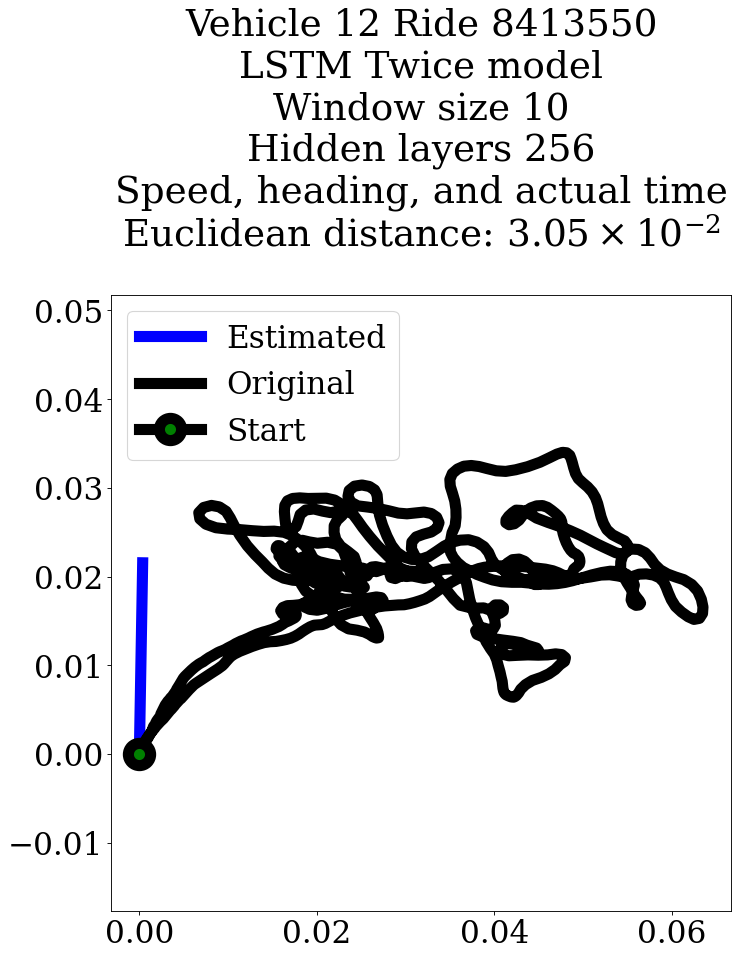 Vehicle 12 Ride 8413550
LSTM Twice model
Window size 10
Hidden layers 256
Speed, heading, and actual time
Euclidean distance: 3.05 × 10⁻²
0.05
0.04
0.03
0.02
0.01
0.00
−0.01
Estimated
Original
Start
0.00 0.02 0.04 0.06